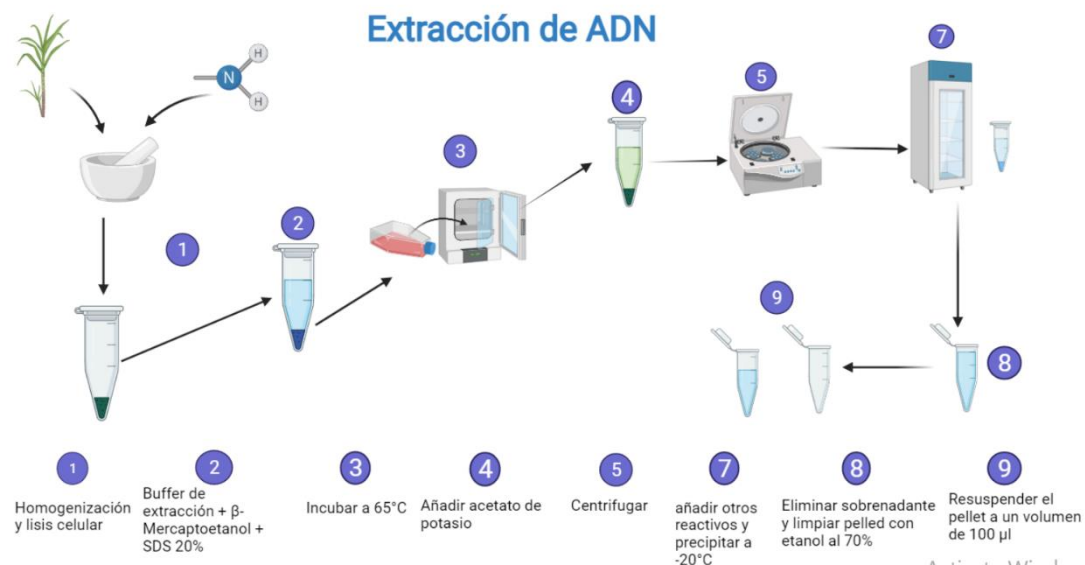 Extracción de ADN
7
H
N
H
5
4
3
2
1
9
8
1
Homogenización
y lisis celular
2
Buffer de
extracción + β-
Mercaptoetanol +
SDS 20%
3
Incubar a 65°C
4
Añadir acetato de
potasio
5
Centrifugar
7
añadir otros
reactivos y
precipitar a
-20°C
8
Eliminar sobrenadante
y limpiar pelled con
etanol al 70%
9
Resuspender el
pellet a un volumen
de 100 µl